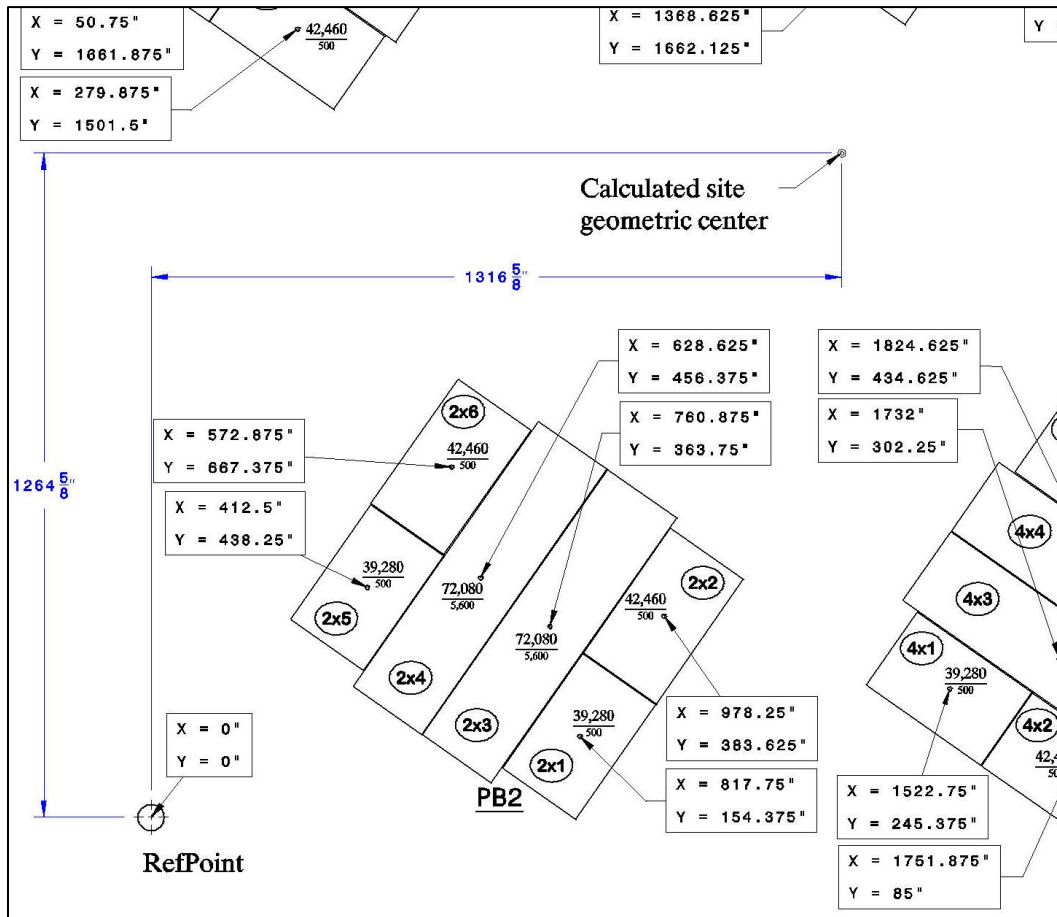 X = 50.75"
Y = 1661.875"
42,460
500
X = 1368.625"
Y = 1662.125"
Y
X = 279.875"
Y = 1501.5"
Calculated site
geometric center
1316 5/8"
X = 628.625"
Y = 456.375"
X = 1824.625"
Y = 434.625"
2x6
X = 760.875"
Y = 363.75"
X = 1732"
Y = 302.25"
X = 572.875"
Y = 667.375"
42,460
500
1264 5/8"
X = 412.5"
Y = 438.25"
4x4
39,280
500
72,080
5,600
2x2
42,460
500
4x3
2x5
72,080
5,600
4x1
2x4
39,280
500
X = 0"
Y = 0"
2x3
39,280
500
X = 978.25"
Y = 383.625"
4x2
2x1
X = 817.75"
Y = 154.375"
X = 1522.75"
Y = 245.375"
PB2
RefPoint
X = 1751.875"
Y = 85"